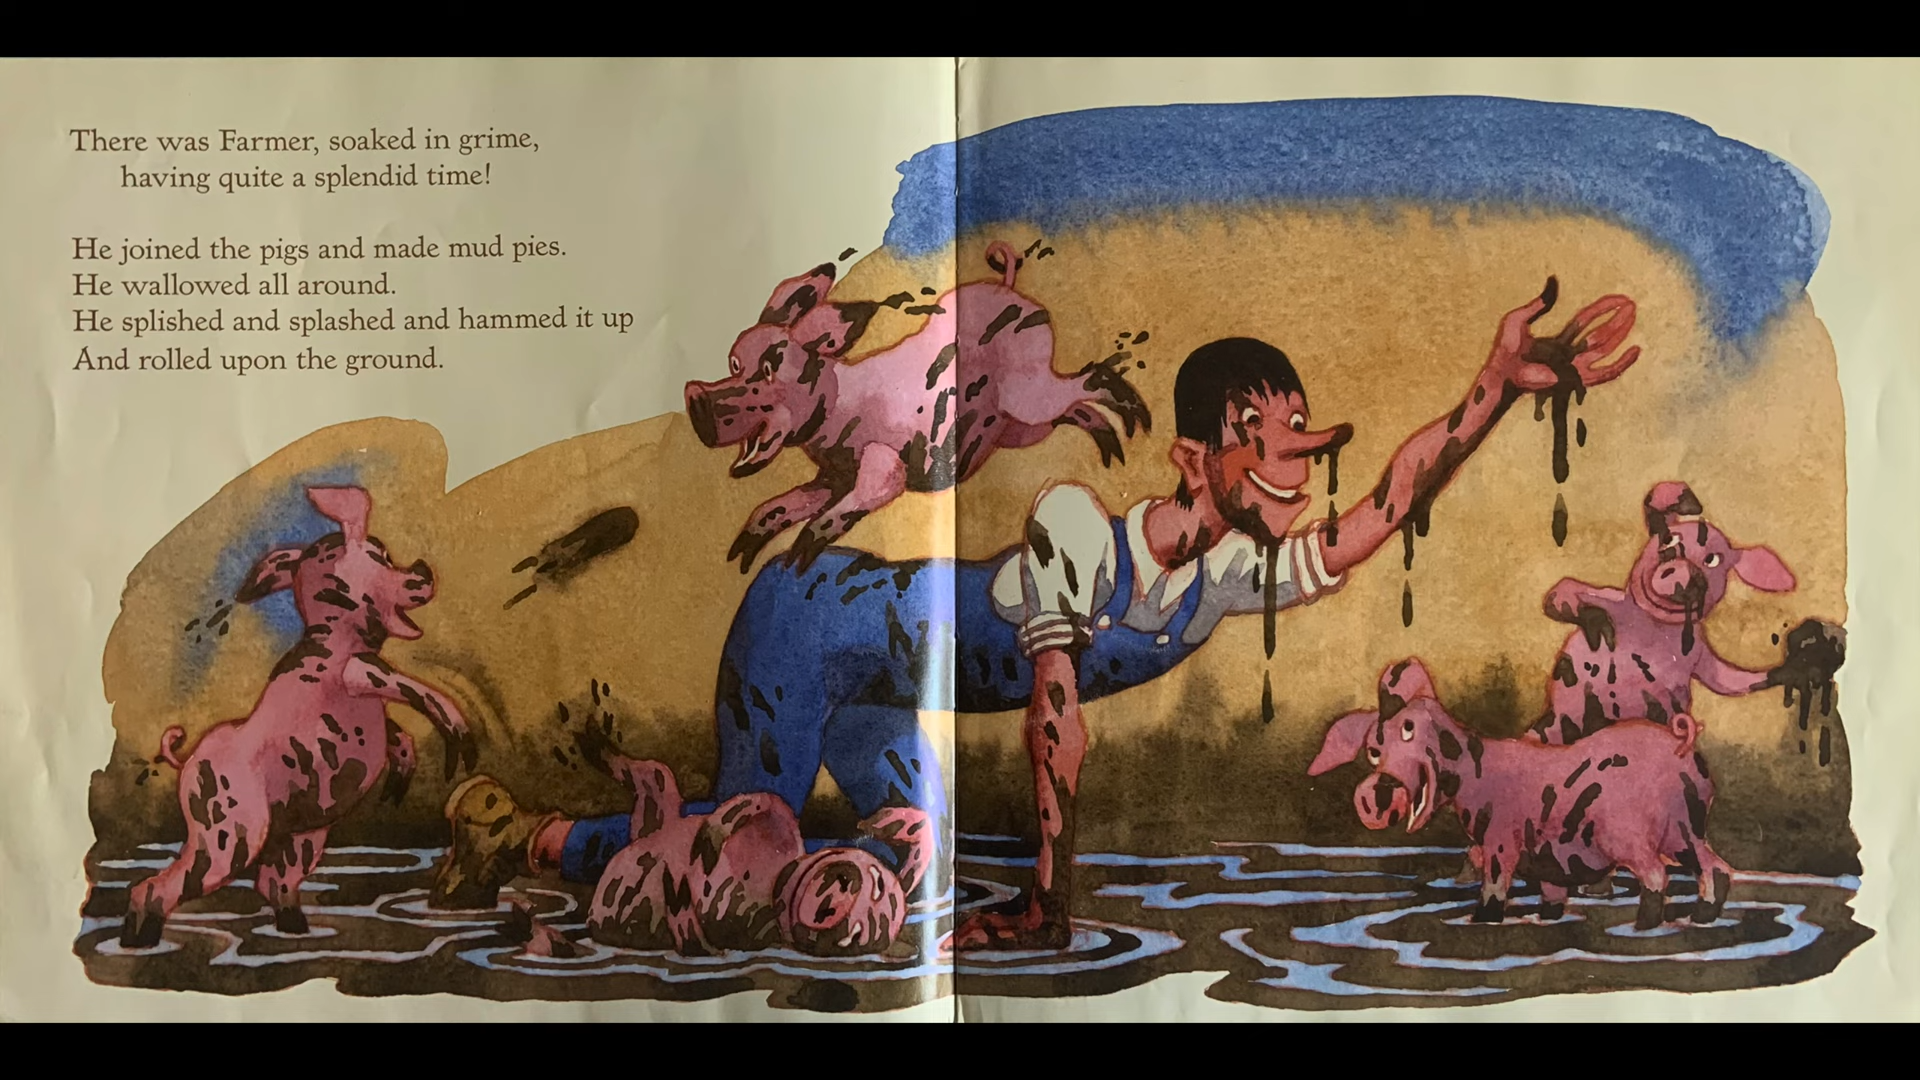 There was Farmer, soaked in grime,
having quite a splendid time!
He joined the pigs and made mud pies.
He wallowed all around.
He splished and splashed and hammed it up
And rolled upon the ground.